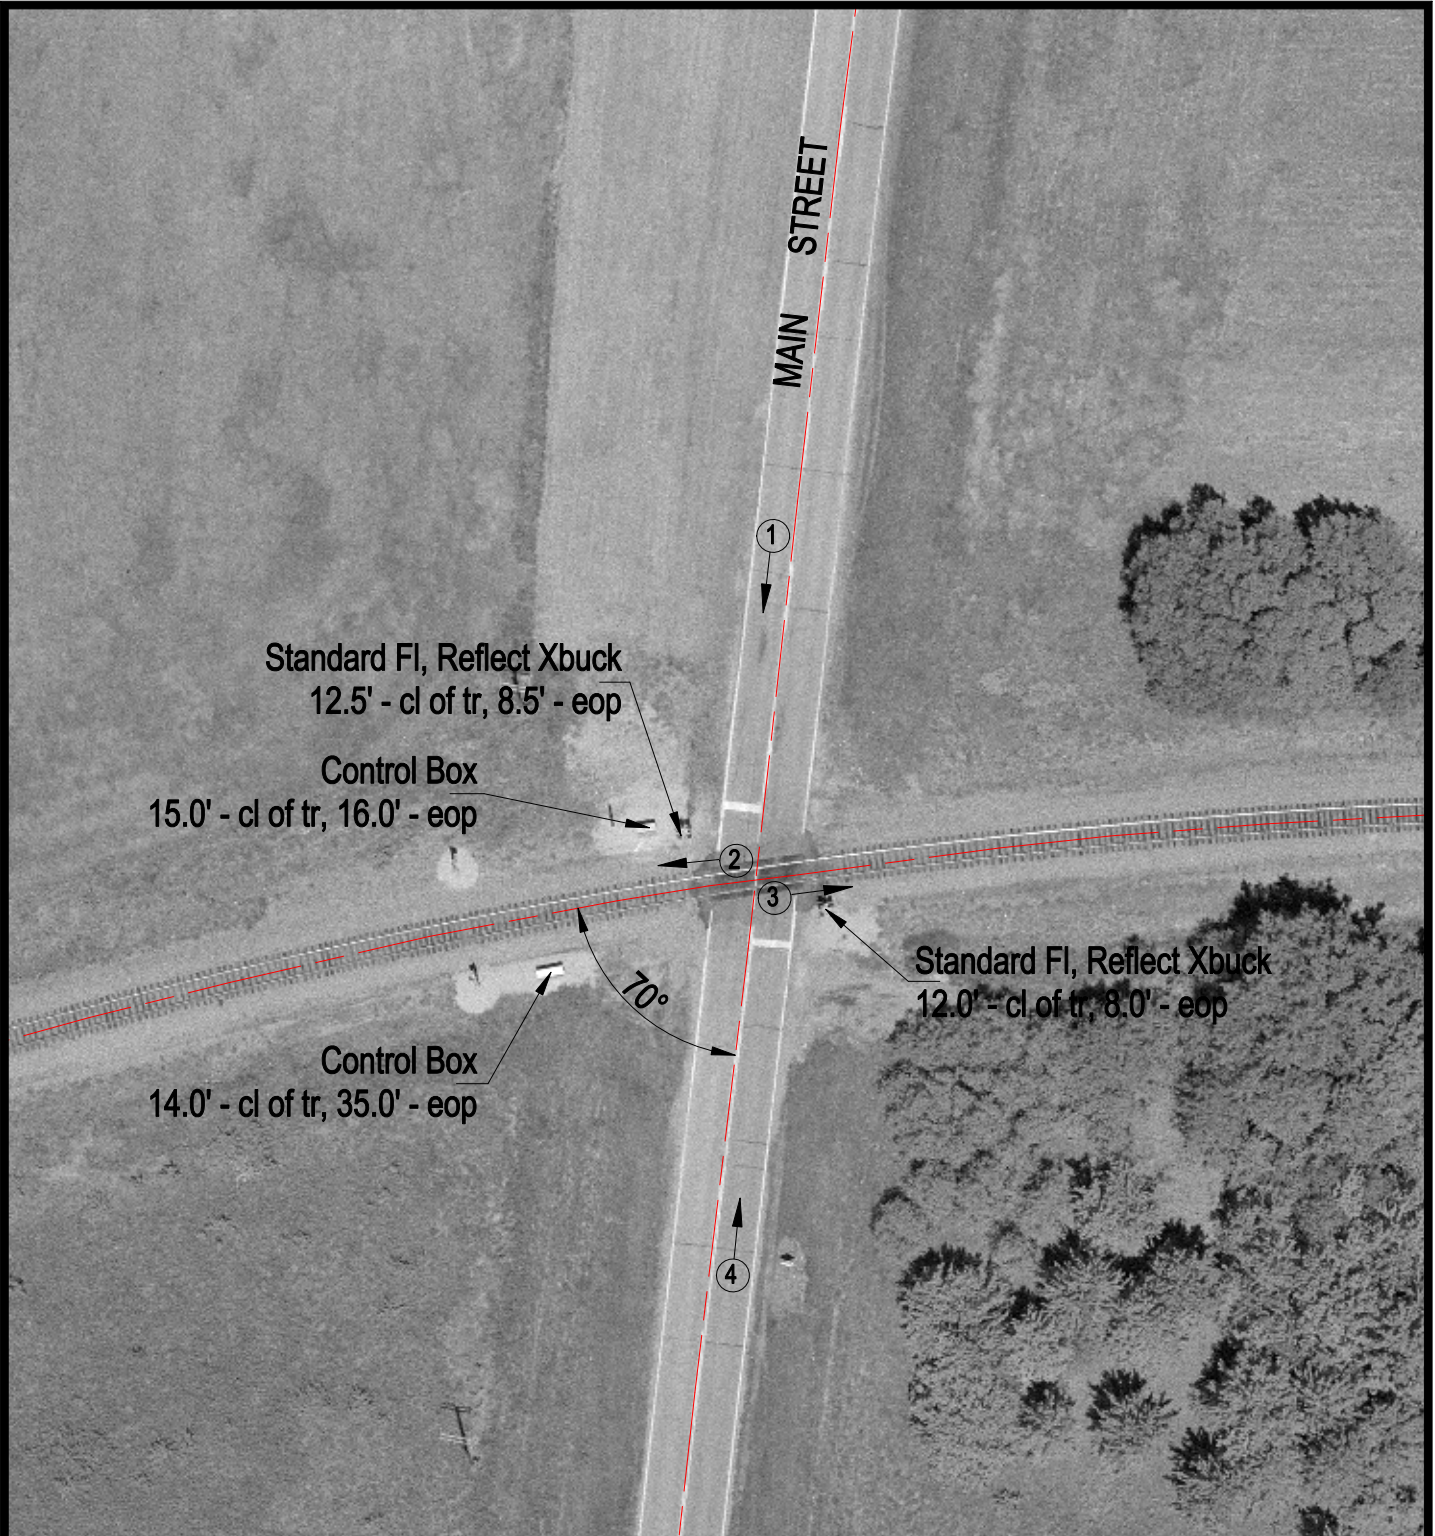 MAIN STREET
1
Standard Fl, Reflect Xbuck
12.5' - cl of tr, 8.5' - eop
Control Box
15.0' - cl of tr, 16.0' - eop
2
3
Standard Fl, Reflect Xbuck
12.0' - cl of tr, 8.0' - eop
70°
Control Box
14.0' - cl of tr, 35.0' - eop
4